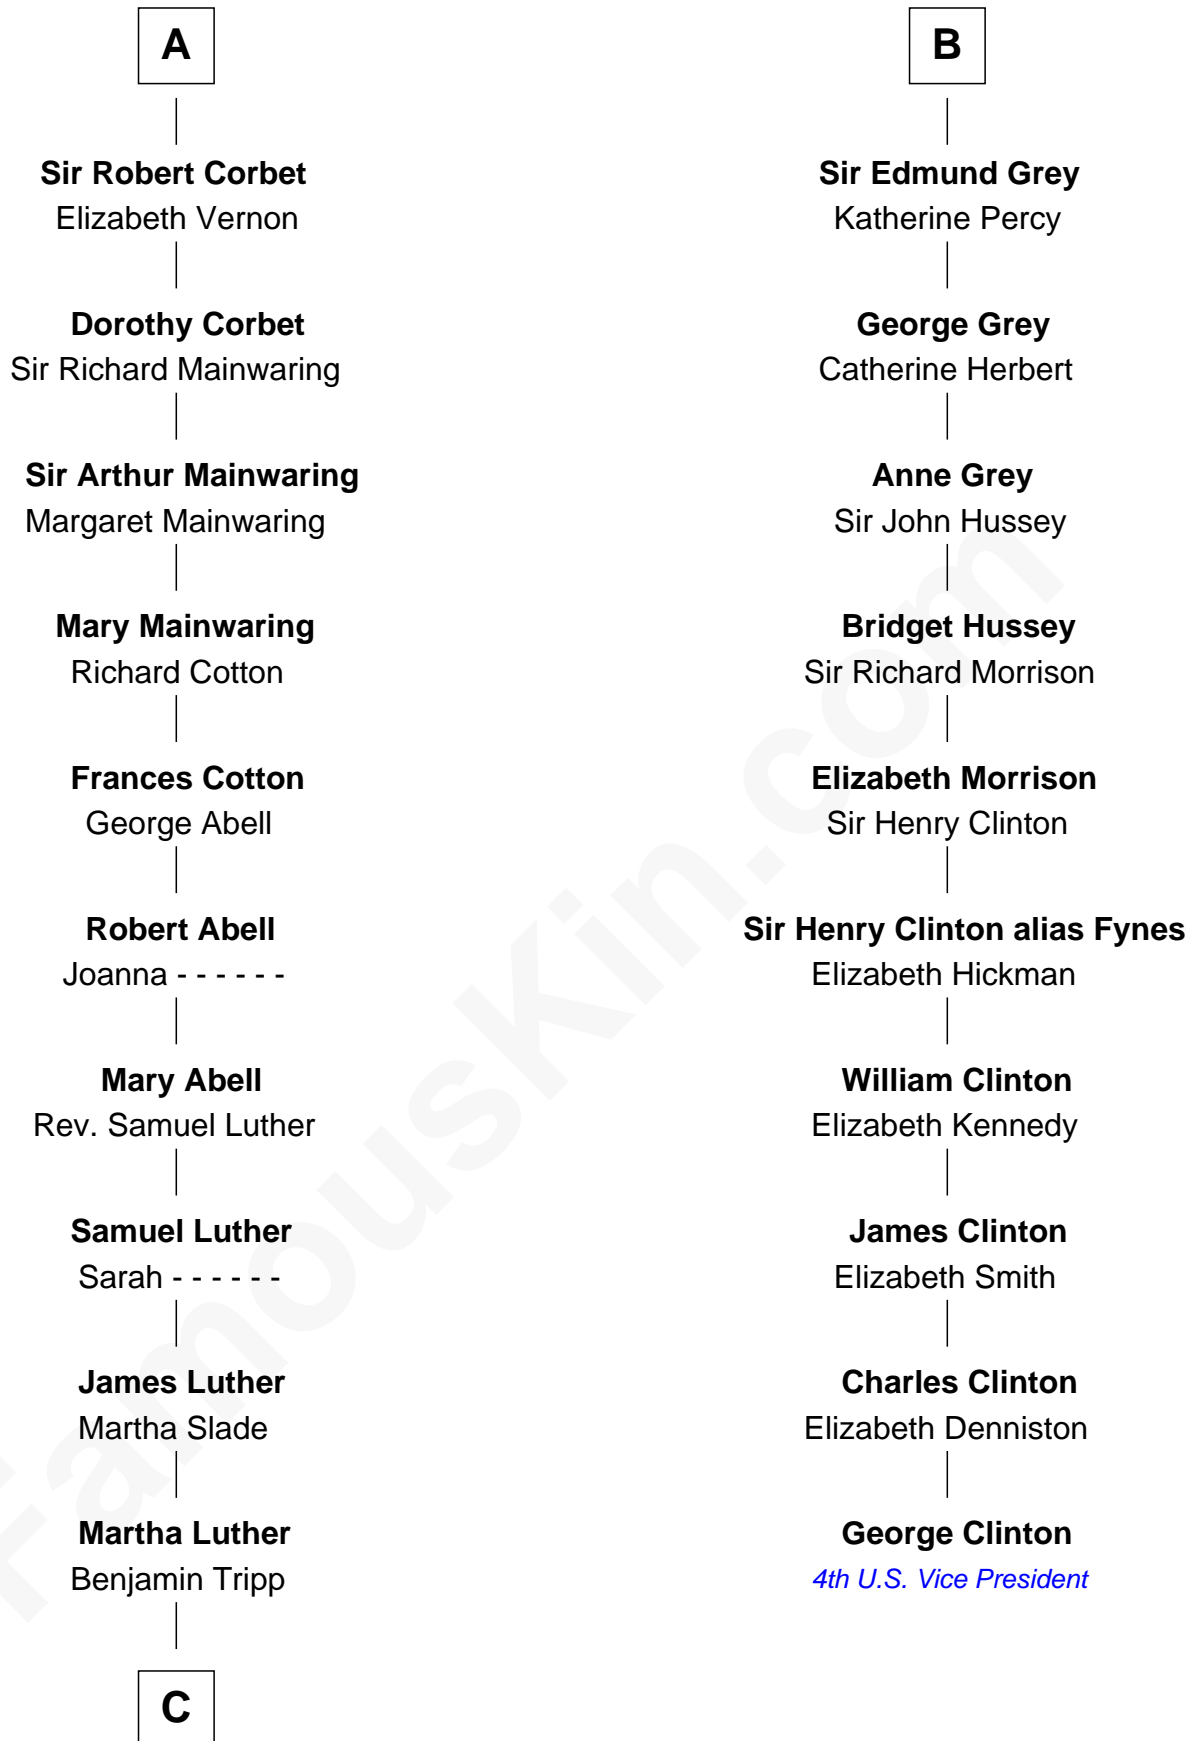 A
Sir Robert Corbet
Elizabeth Vernon
Dorothy Corbet
Sir Richard Mainwaring
Sir Arthur Mainwaring
Margaret Mainwaring
Mary Mainwaring
Richard Cotton
Frances Cotton
George Abell
Robert Abell
Joanna - - - - - -
Mary Abell
Rev. Samuel Luther
Samuel Luther
Sarah - - - - - -
James Luther
Martha Slade
Martha Luther
Benjamin Tripp
C
B
Sir Edmund Grey
Katherine Percy
George Grey
Catherine Herbert
Anne Grey
Sir John Hussey
Bridget Hussey
Sir Richard Morrison
Elizabeth Morrison
Sir Henry Clinton
Sir Henry Clinton alias Fynes
Elizabeth Hickman
William Clinton
Elizabeth Kennedy
James Clinton
Elizabeth Smith
Charles Clinton
Elizabeth Denniston
George Clinton
4th U.S. Vice President
FamousKin.com